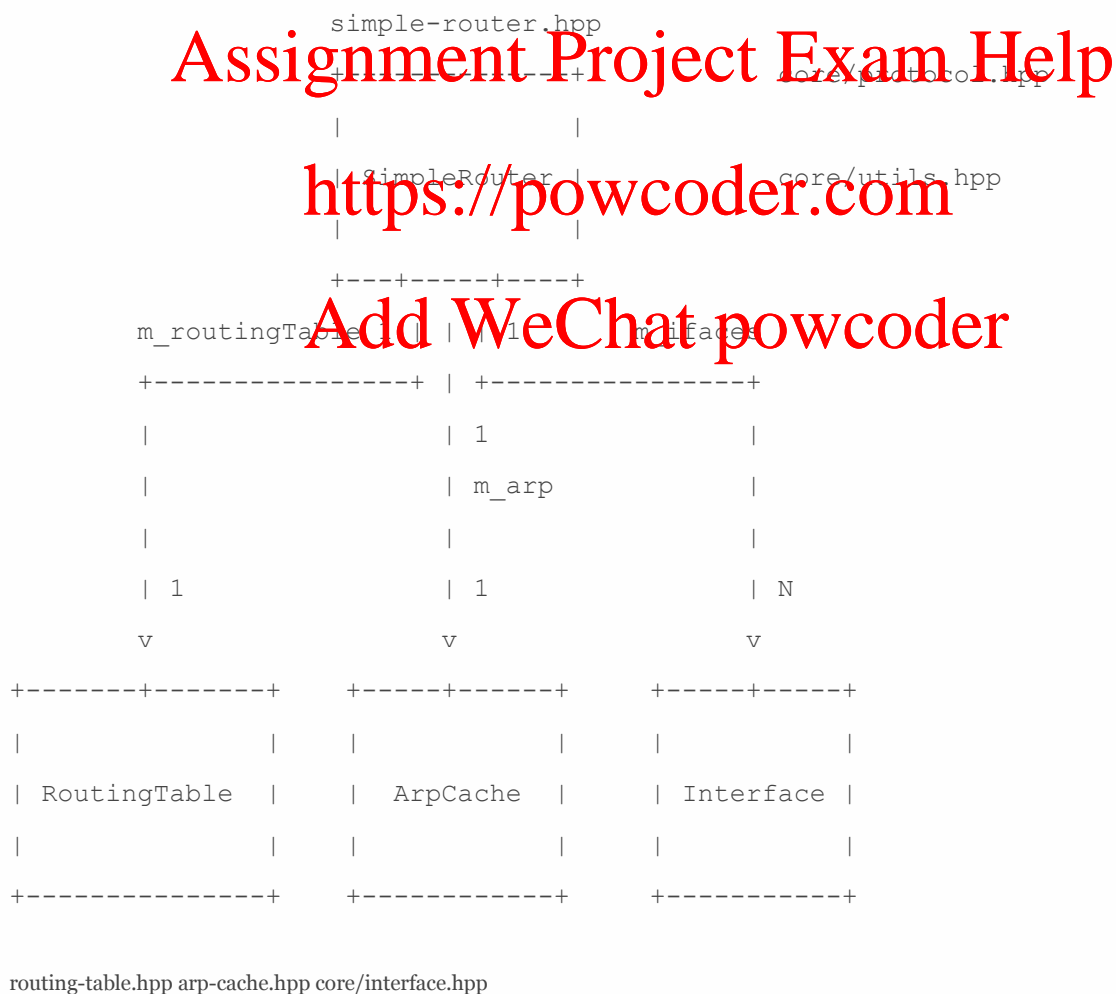 simple-router.hpp
Assignment Project Exam Help
+---------------+ core/protocol.hpp
| |
| SimpleRouter | core/utils.hpp
https://powcoder.com
| |
+---+-----+----+
m_routingTable 1 | | | 1 m_ifaces
Add WeChat powcoder
+----------------+ | +----------------+
| | 1 |
| | m_arp |
| | |
| 1 | 1 | N
v v v
+-------+-------+ +-----+------+ +-----+-----+
| | | | | |
| RoutingTable | | ArpCache | | Interface |
| | | | | |
+---------------+ +------------+ +-----------+
routing-table.hpp arp-cache.hpp core/interface.hpp